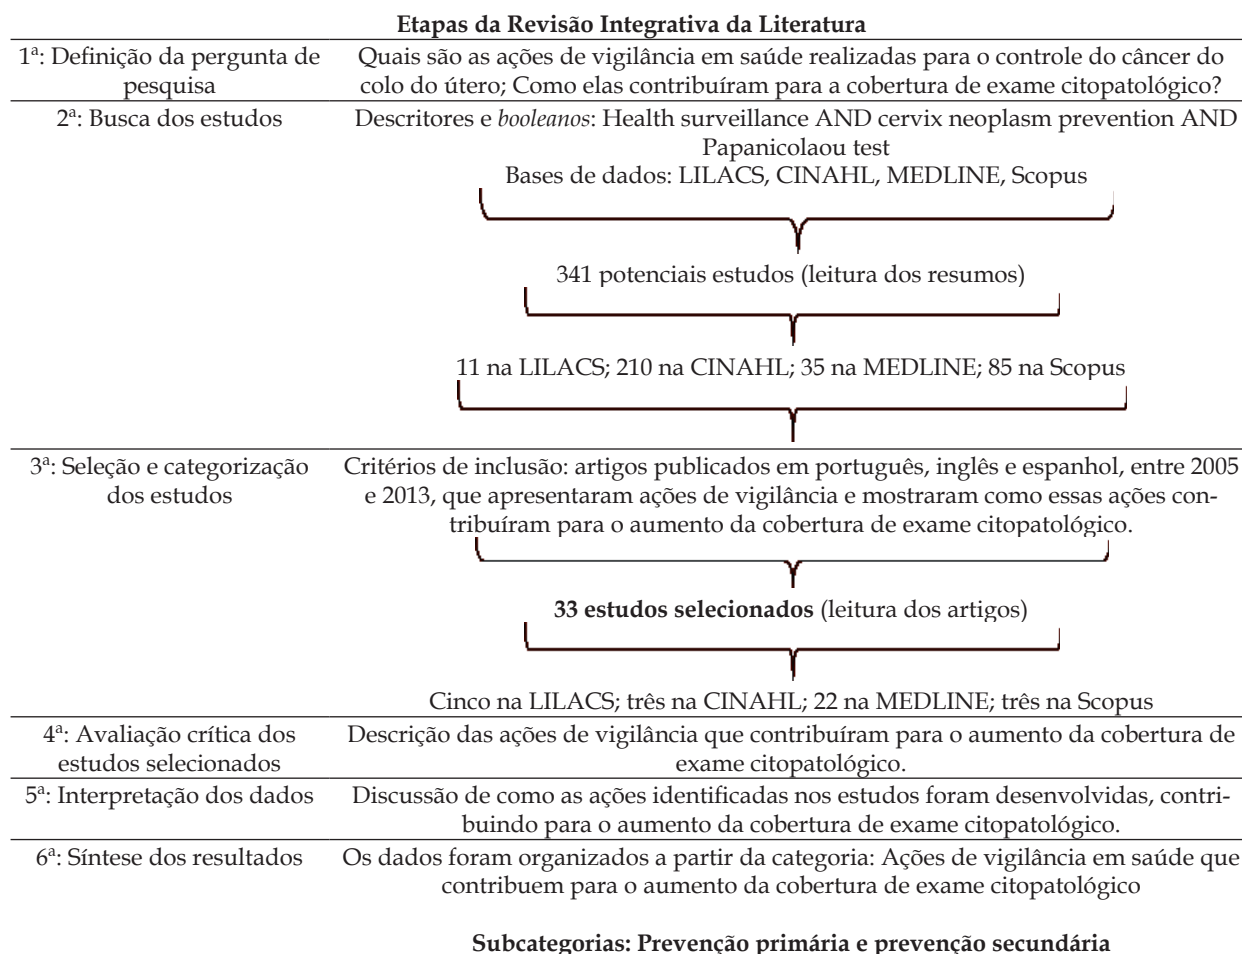 Etapas da Revisão Integrativa da Literatura
1ª: Definição da pergunta de pesquisa
Quais são as ações de vigilância em saúde realizadas para o controle do câncer do
colo do útero; Como elas contribuíram para a cobertura de exame citopatológico?
2ª: Busca dos estudos
Descritores e booleanos: Health surveillance AND cervix neoplasm prevention AND
Papanicolaou test
Bases de dados: LILACS, CINAHL, MEDLINE, Scopus
341 potenciais estudos (leitura dos resumos)
11 na LILACS; 210 na CINAHL; 35 na MEDLINE; 85 na Scopus
3ª: Seleção e categorização
dos estudos
Critérios de inclusão: artigos publicados em português, inglês e espanhol, entre 2005
e 2013, que apresentaram ações de vigilância e mostraram como essas ações con-
tribuíram para o aumento da cobertura de exame citopatológico.
33 estudos selecionados (leitura dos artigos)
Cinco na LILACS; três na CINAHL; 22 na MEDLINE; três na Scopus
4ª: Avaliação crítica dos
estudos selecionados
Descrição das ações de vigilância que contribuíram para o aumento da cobertura de
exame citopatológico.
5ª: Interpretação dos dados
Discussão de como as ações identificadas nos estudos foram desenvolvidas, contri-
buindo para o aumento da cobertura de exame citopatológico.
6ª: Síntese dos resultados
Os dados foram organizados a partir da categoria: Ações de vigilância em saúde que
contribuem para o aumento da cobertura de exame citopatológico
Subcategorias: Prevenção primária e prevenção secundária